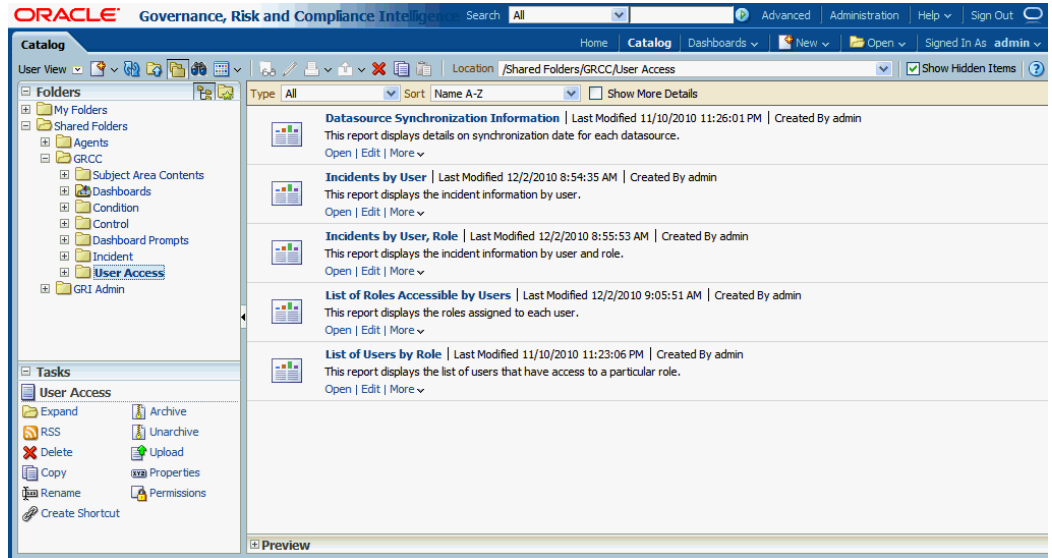 ORACLE Governance, Risk and Compliance Intelligence Search All Advanced Administration Help Sign Out
Catalog Home Catalog Dashboards New Open Signed In As admin
User View Location /Shared Folders/GRCC/User Access Show Hidden Items
Folders
My Folders
Shared Folders
Agents
GRCC
Subject Area Contents
Dashboards
Condition
Control
Dashboard Prompts
Incident
User Access
GRI Admin
Tasks
User Access
Expand Archive
RSS Unarchive
Delete Upload
Copy Properties
Rename Permissions
Create Shortcut
Type All Sort Name A-Z Show More Details
Datasource Synchronization Information | Last Modified 11/10/2010 11:26:01 PM | Created By admin
This report displays details on synchronization date for each datasource.
Open | Edit | More
Incidents by User | Last Modified 12/2/2010 8:54:35 AM | Created By admin
This report displays the incident information by user.
Open | Edit | More
Incidents by User, Role | Last Modified 12/2/2010 8:55:53 AM | Created By admin
This report displays the incident information by user and role.
Open | Edit | More
List of Roles Accessible by Users | Last Modified 12/2/2010 9:05:51 AM | Created By admin
This report displays the roles assigned to each user.
Open | Edit | More
List of Users by Role | Last Modified 11/10/2010 11:23:06 PM | Created By admin
This report displays the list of users that have access to a particular role.
Open | Edit | More
Preview